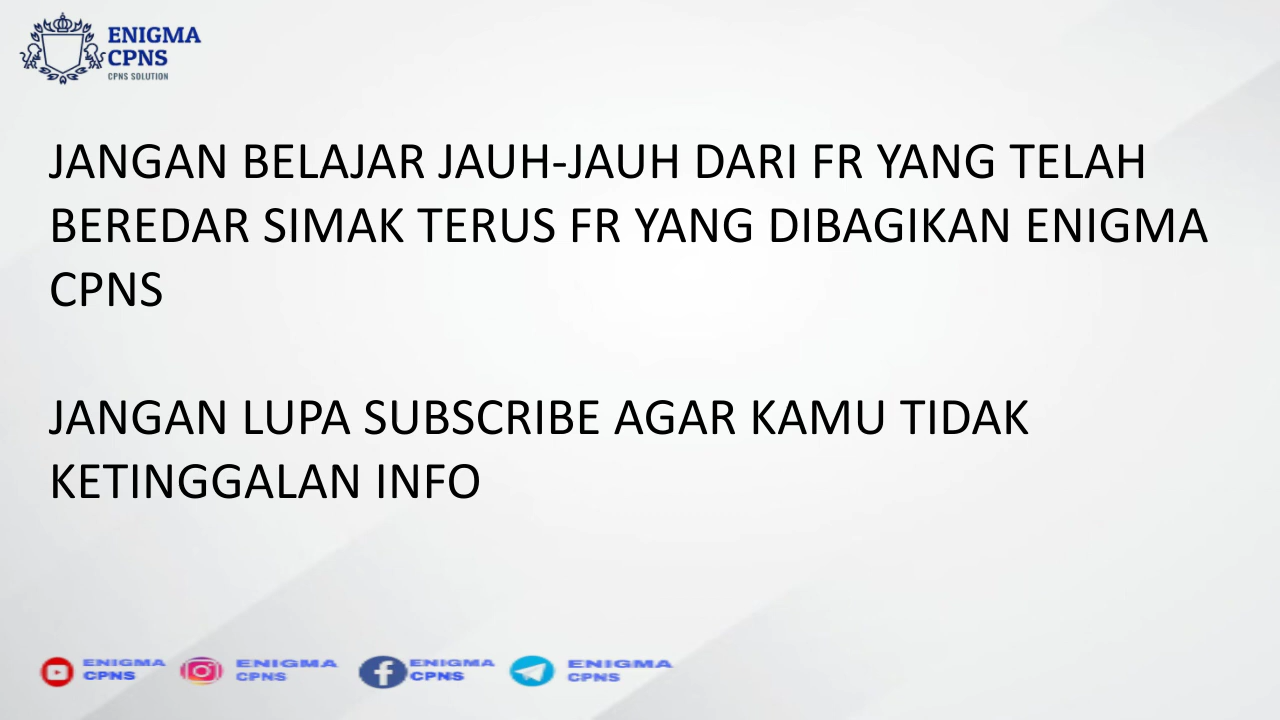 ENIGMA
CPNS
CPNS SOLUTION
JANGAN BELAJAR JAUH-JAUH DARI FR YANG TELAH
BEREDAR SIMAK TERUS FR YANG DIBAGIKAN ENIGMA
CPNS
JANGAN LUPA SUBSCRIBE AGAR KAMU TIDAK
KETINGGALAN INFO
ENIGMA
CPNS
ENIGMA
CPNS
ENIGMA
CPNS
ENIGMA
CPNS